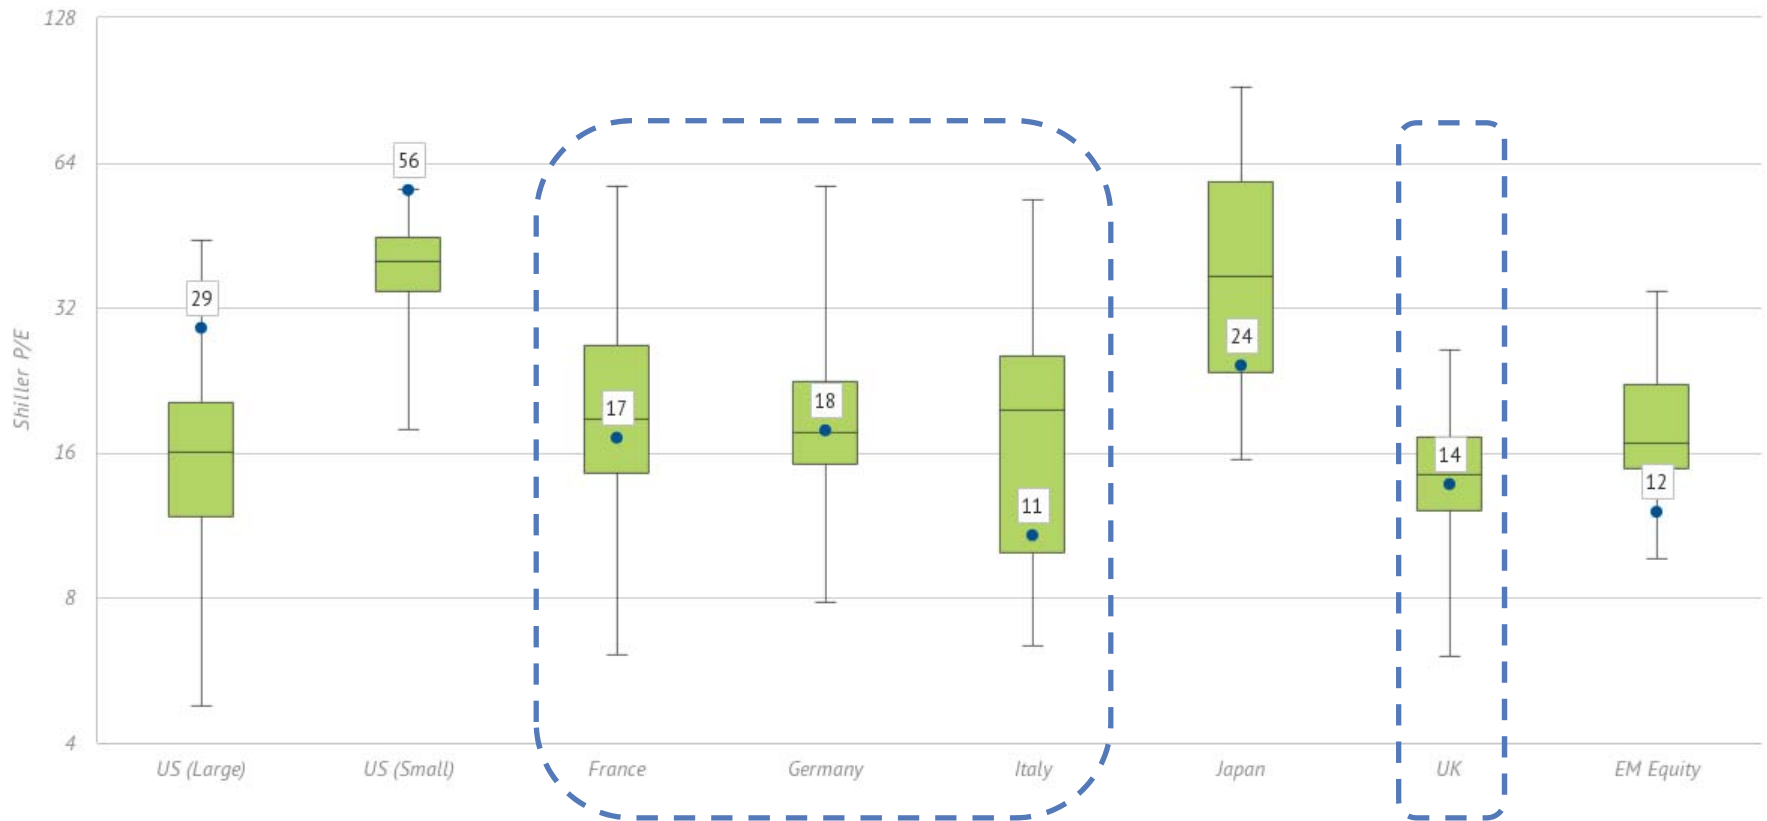 128
64
32
16
8
4
Shiller P/E
29
56
17
18
11
24
14
12
US (Large)
US (Small)
France
Germany
Italy
Japan
UK
EM Equity